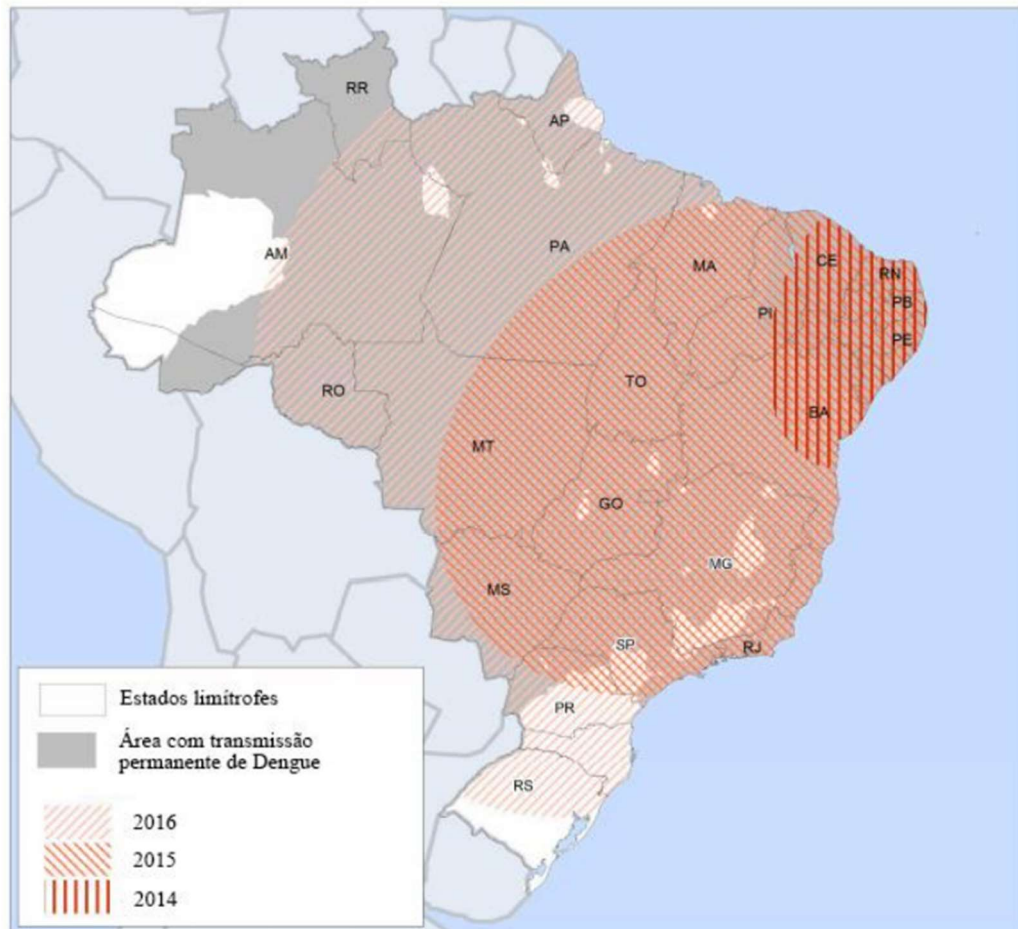 RR
AP
AM
PA
MA
CE
RN
PB
PI
PE
RO
TO
BA
MT
GO
MG
MS
SP
RJ
PR
RS
Estados limítrofes
Área com transmissão
permanente de Dengue
2016
2015
2014